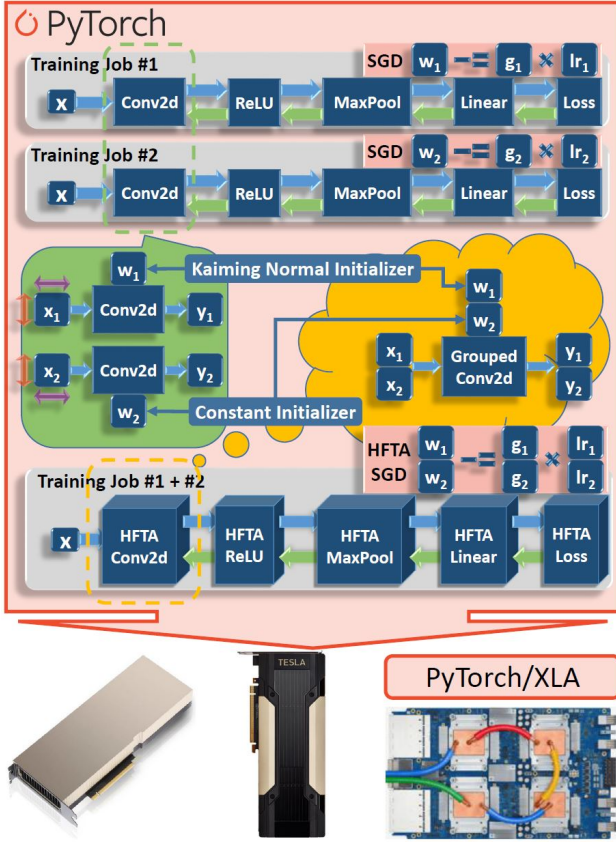 PyTorch
Training Job #1
SGD w₁ −= g₁ × lr₁
x Conv2d ReLU MaxPool Linear Loss
Training Job #2
SGD w₂ −= g₂ × lr₂
x Conv2d ReLU MaxPool Linear Loss
w₁ Kaiming Normal Initializer w₁
x₁ Conv2d y₁
w₂
x₁ Grouped Conv2d y₁
x₂ y₂
x₂ Conv2d y₂
w₂ Constant Initializer
HFTA SGD
w₁ −= g₁ × lr₁
w₂ g₂ lr₂
Training Job #1 + #2
x HFTA Conv2d HFTA ReLU HFTA MaxPool HFTA Linear HFTA Loss
TESLA
PyTorch/XLA